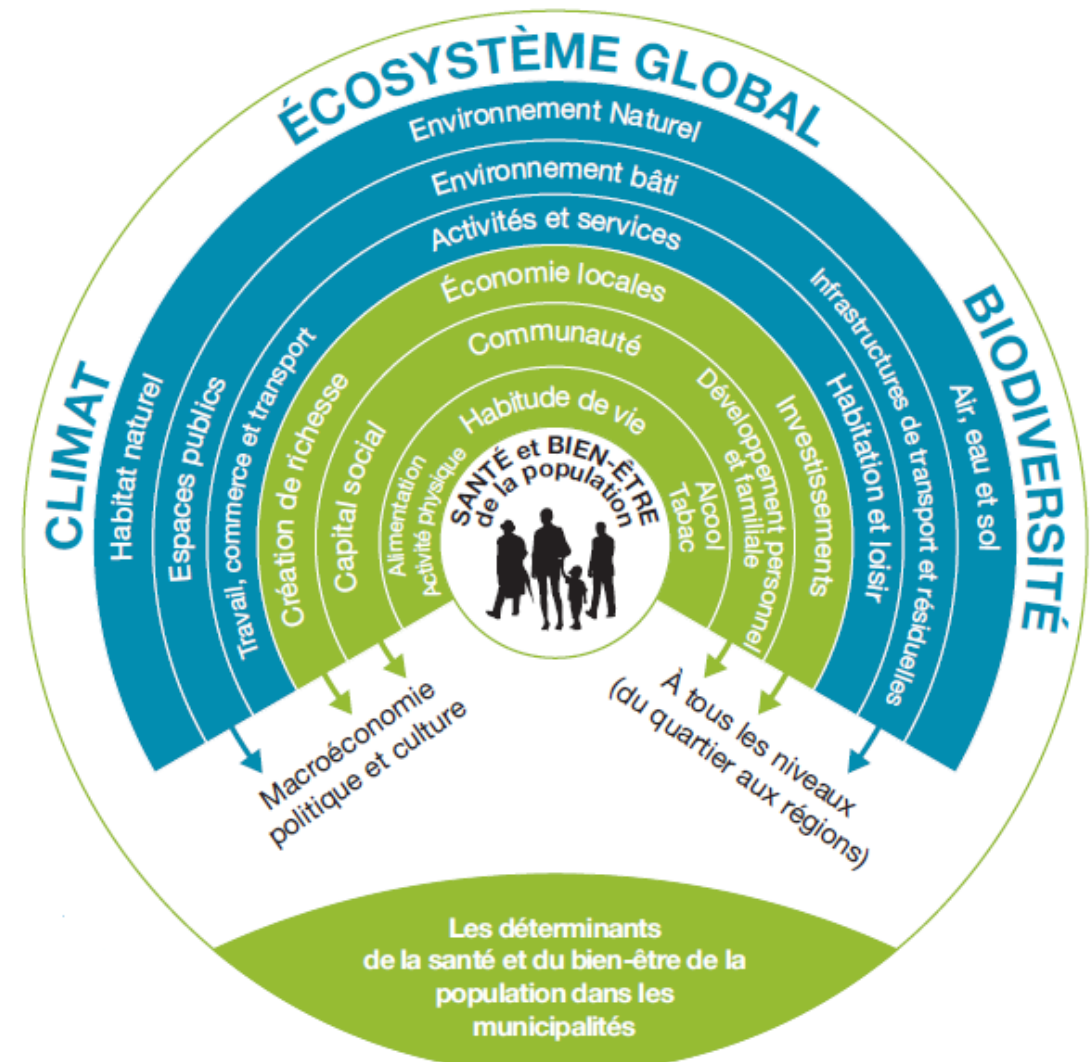 ÉCOSYSTÈME GLOBAL
CLIMAT
BIODIVERSITÉ
Environnement Naturel
Habitat naturel
Air, eau et sol
Environnement bâti
Espaces publics
Infrastructures de transport et résiduelles
Activités et services
Travail, commerce et transport
Habitation et loisir
Économie locales
Création de richesse
Investissements
Communauté
Capital social
Développement personnel
et familiale
Habitude de vie
Alimentation
Activité physique
Alcool
Tabac
SANTÉ et BIEN-ÊTRE
de la population
Macroéconomie
politique et culture
À tous les niveaux
(du quartier aux régions)
Les déterminants
de la santé et du bien-être de la
population dans les
municipalités